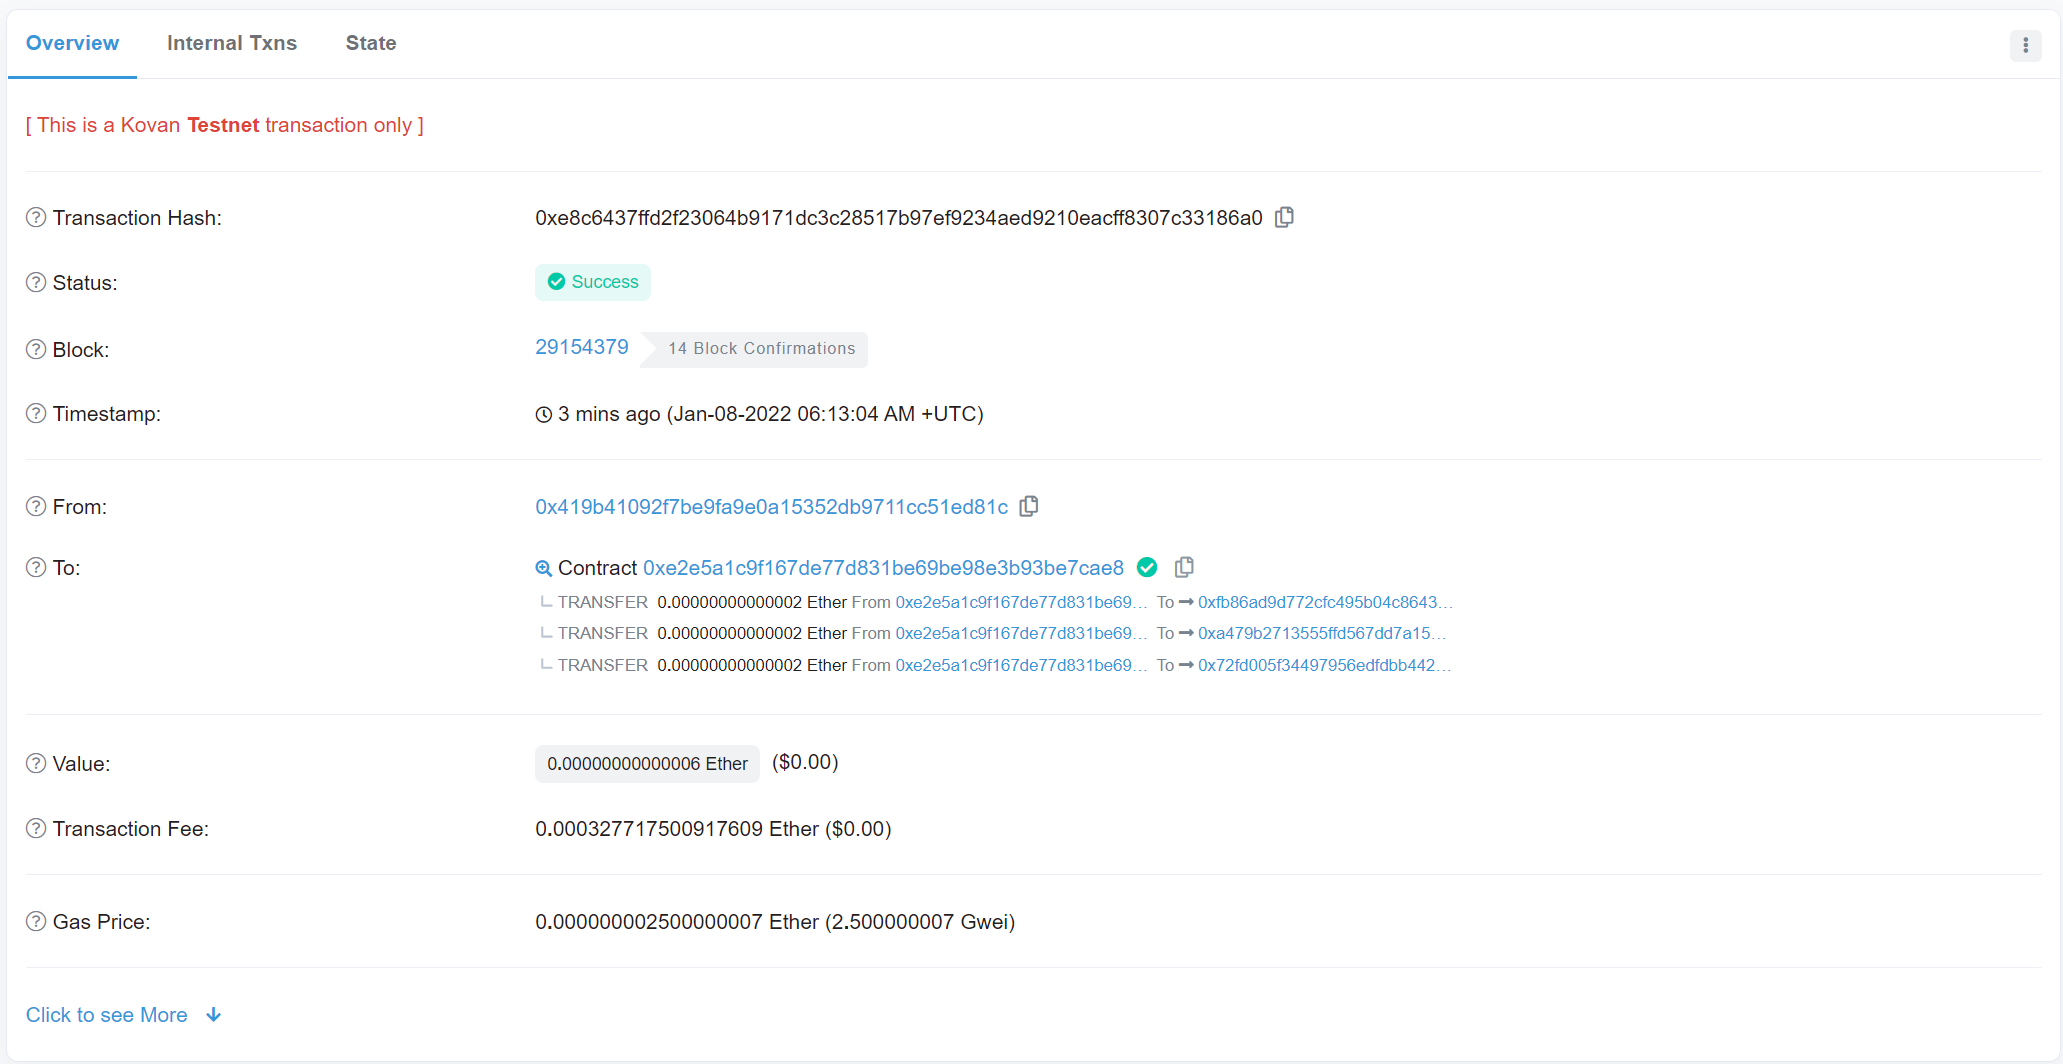 Overview Internal Txns State
[ This is a Kovan Testnet transaction only ]
Transaction Hash: 0xe8c6437ffd2f23064b9171dc3c28517b97ef9234aed9210eacff8307c33186a0
Status: Success
Block: 29154379 14 Block Confirmations
Timestamp: 3 mins ago (Jan-08-2022 06:13:04 AM +UTC)
From: 0x419b41092f7be9fa9e0a15352db9711cc51ed81c
To: Contract 0xe2e5a1c9f167de77d831be69be98e3b93be7cae8
TRANSFER 0.00000000000002 Ether From 0xe2e5a1c9f167de77d831be69... To → 0xfb86ad9d772cfc495b04c8643...
TRANSFER 0.00000000000002 Ether From 0xe2e5a1c9f167de77d831be69... To → 0xa479b2713555ffd567dd7a15...
TRANSFER 0.00000000000002 Ether From 0xe2e5a1c9f167de77d831be69... To → 0x72fd005f34497956edfdbb442...
Value: 0.00000000000006 Ether ($0.00)
Transaction Fee: 0.000327717500917609 Ether ($0.00)
Gas Price: 0.000000002500000007 Ether (2.500000007 Gwei)
Click to see More ↓